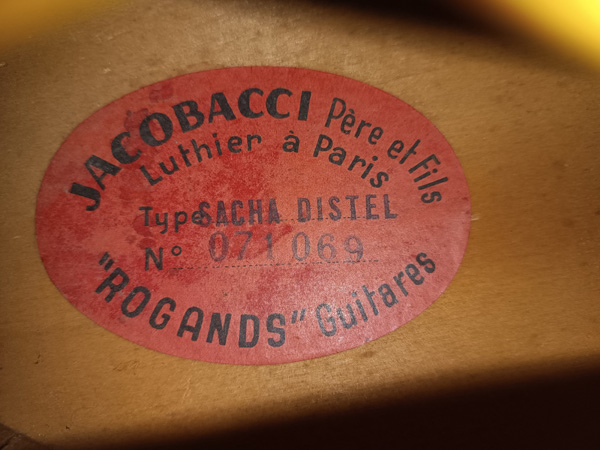 JACOBACCI Père et Fils
Luthier à Paris
Type SACHA DISTEL
N° 071069
"ROGANDS" Guitares